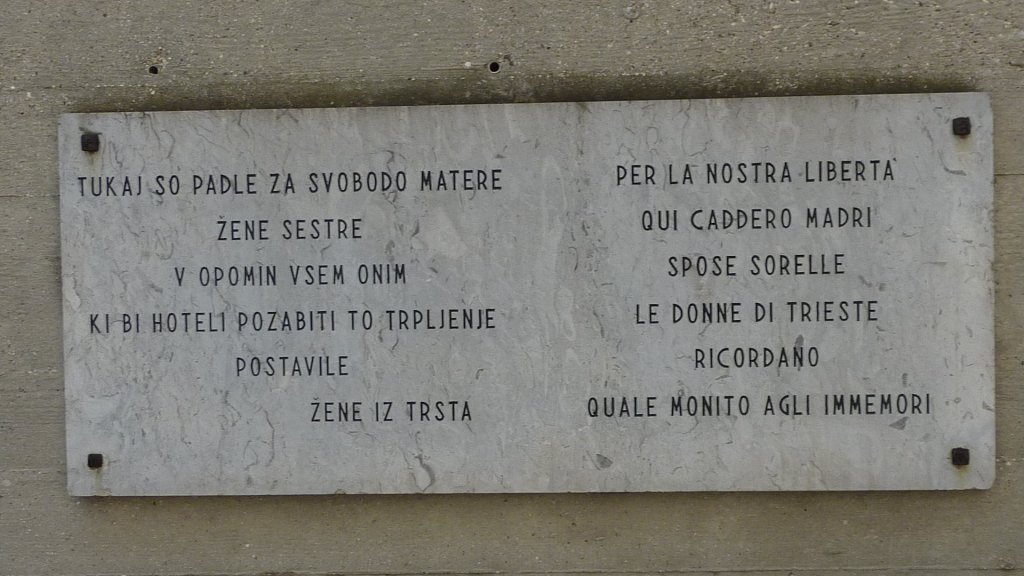 TUKAJ SO PADLE ZA SVOBODO MATERE
ŽENE SESTRE
V OPOMIN VSEM ONIM
KI BI HOTELI POZABITI TO TRPLJENJE
POSTAVILE
ŽENE IZ TRSTA
PER LA NOSTRA LIBERTA'
QUI CADDERO MADRI
SPOSE SORELLE
LE DONNE DI TRIESTE
RICORDANO
QUALE MONITO AGLI IMMEMORI